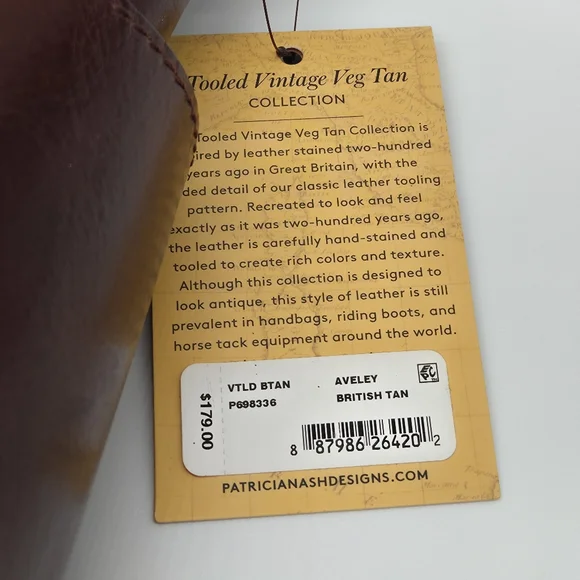 Tooled Vintage Veg Tan
COLLECTION
Tooled Vintage Veg Tan Collection is
ired by leather stained two-hundred
years ago in Great Britain, with the
ded detail of our classic leather tooling
pattern. Recreated to look and feel
exactly as it was two-hundred years ago,
the leather is carefully hand-stained and
tooled to create rich colors and texture.
Although this collection is designed to
look antique, this style of leather is still
prevalent in handbags, riding boots, and
horse tack equipment around the world.
$179.00
VTLD BTAN AVELEY
P698336 BRITISH TAN
8 87986 26420 2
PATRICIANASHDESIGNS.COM